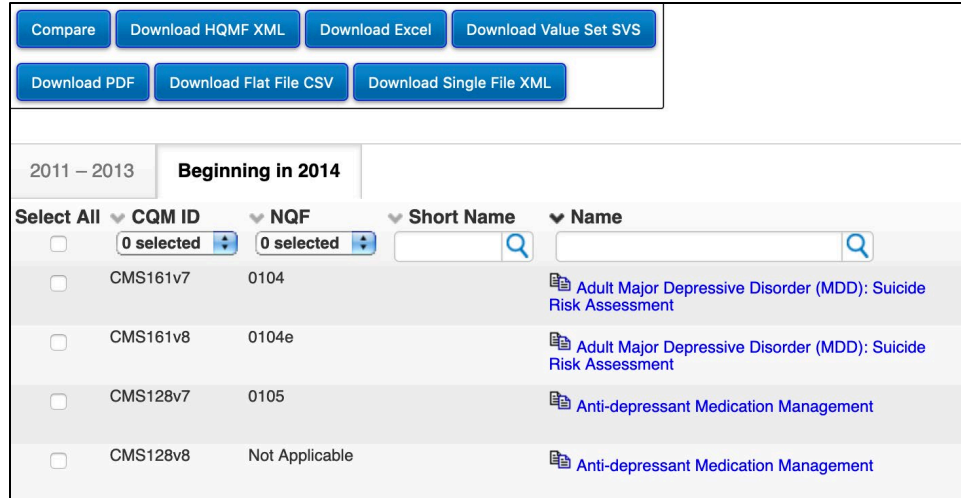 Compare Download HQMF XML Download Excel Download Value Set SVS
Download PDF Download Flat File CSV Download Single File XML
2011 – 2013 Beginning in 2014
Select All CQM ID NQF Short Name Name
0 selected 0 selected
CMS161v7 0104 Adult Major Depressive Disorder (MDD): Suicide
Risk Assessment
CMS161v8 0104e Adult Major Depressive Disorder (MDD): Suicide
Risk Assessment
CMS128v7 0105 Anti-depressant Medication Management
CMS128v8 Not Applicable Anti-depressant Medication Management